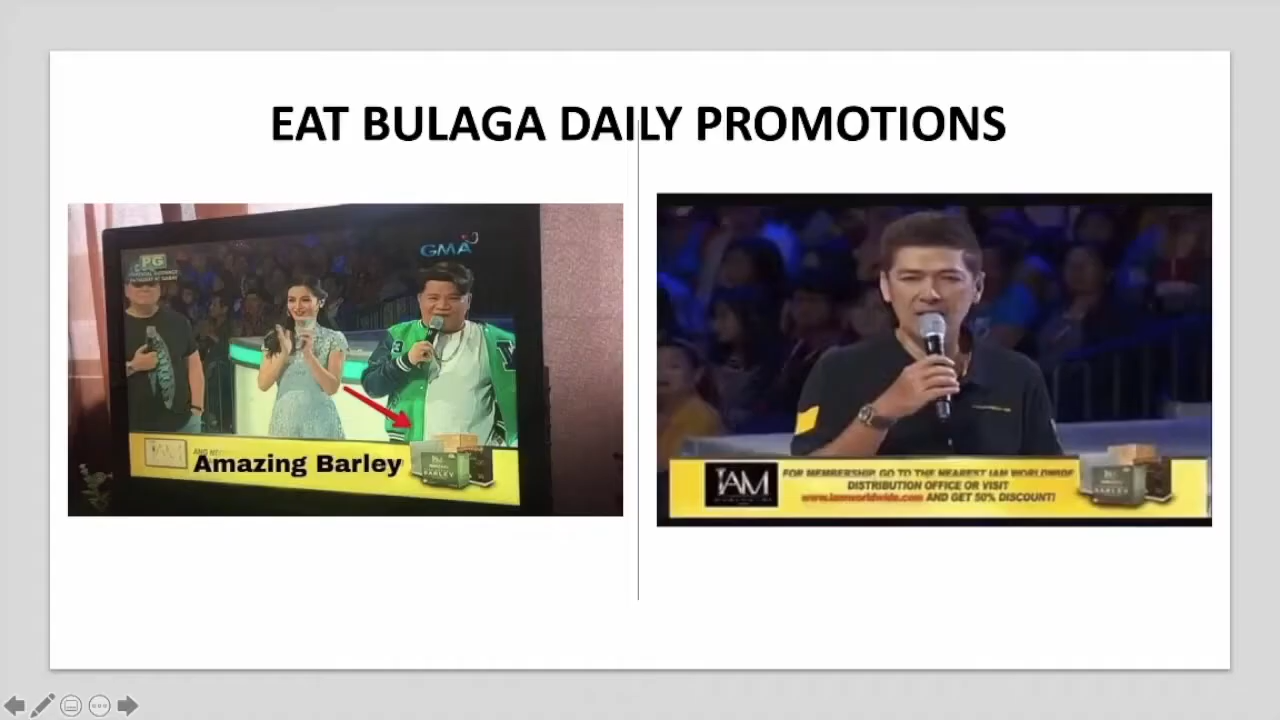 EAT BULAGA DAILY PROMOTIONS
GMA
PG
Amazing Barley
BARLEY
IAM
FOR MEMBERSHIP, GO TO THE NEAREST IAM WORLDWIDE
DISTRIBUTION OFFICE OR VISIT
www.iamworldwide.com AND GET 50% DISCOUNT!
BARLEY